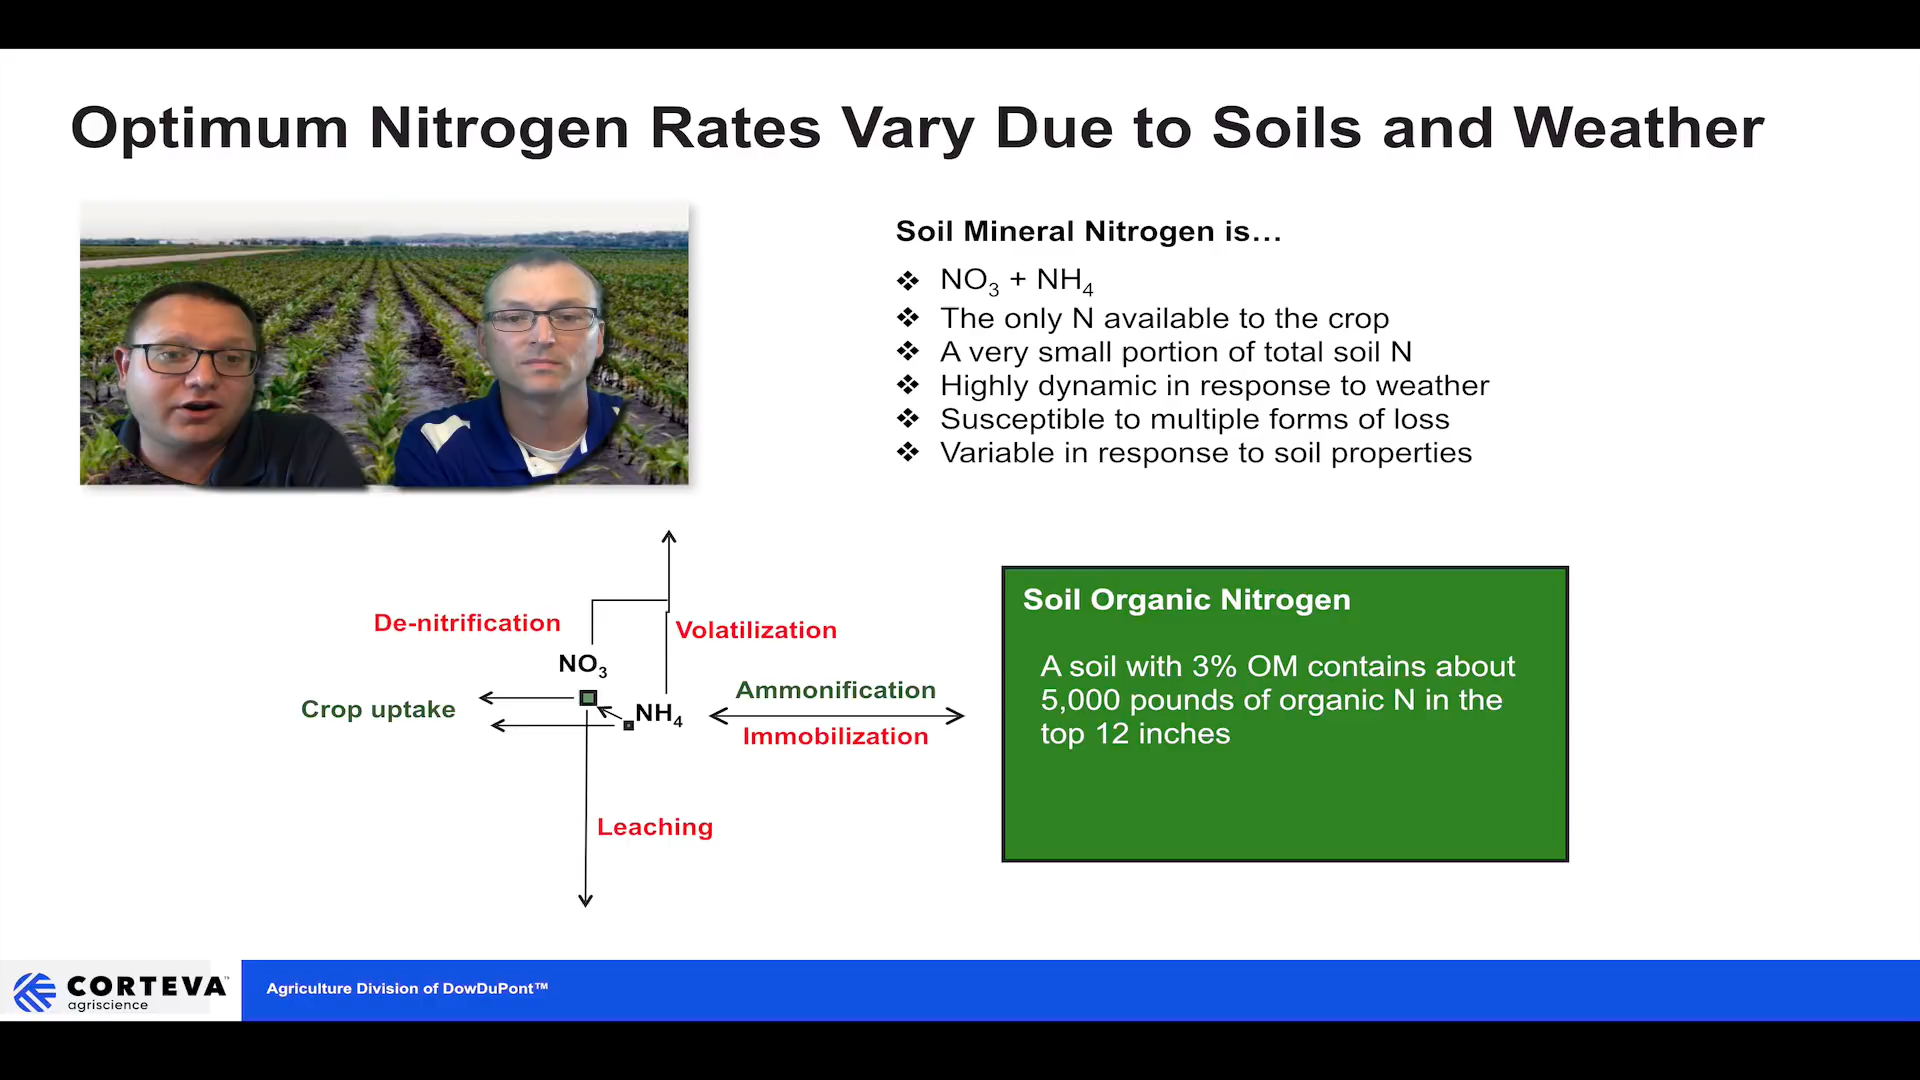 Optimum Nitrogen Rates Vary Due to Soils and Weather
Soil Mineral Nitrogen is...
❖ NO3 + NH4
❖ The only N available to the crop
❖ A very small portion of total soil N
❖ Highly dynamic in response to weather
❖ Susceptible to multiple forms of loss
❖ Variable in response to soil properties
De-nitrification
Volatilization
NO3
Crop uptake
NH4
Ammonification
Immobilization
Leaching
Soil Organic Nitrogen
A soil with 3% OM contains about
5,000 pounds of organic N in the
top 12 inches
CORTEVA™
agriscience
Agriculture Division of DowDuPont™